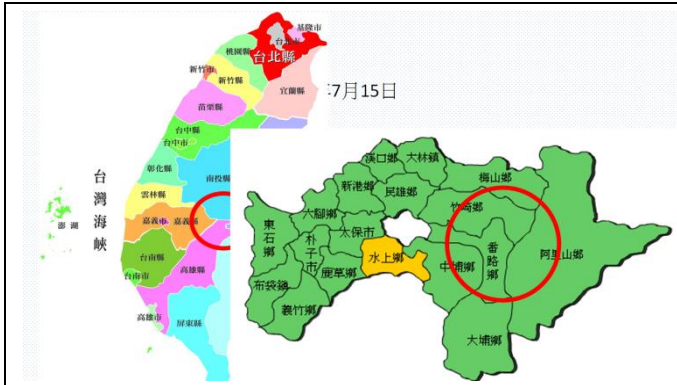 基隆市
台北市
桃園縣
台北縣
新竹市
新竹縣
宜蘭縣
7月15日
苗栗縣
台中縣
台中市
彰化縣
南投縣
台灣海峽
雲林縣
澎湖
嘉義市
嘉義縣
台南縣
高雄縣
台南市
高雄市
屏東縣
溪口鄉
大林鎮
梅山鄉
新港鄉
民雄鄉
竹崎鄉
六腳鄉
東石鄉
朴子市
太保市
水上鄉
番路鄉
阿里山鄉
中埔鄉
鹿草鄉
布袋鎮
義竹鄉
大埔鄉